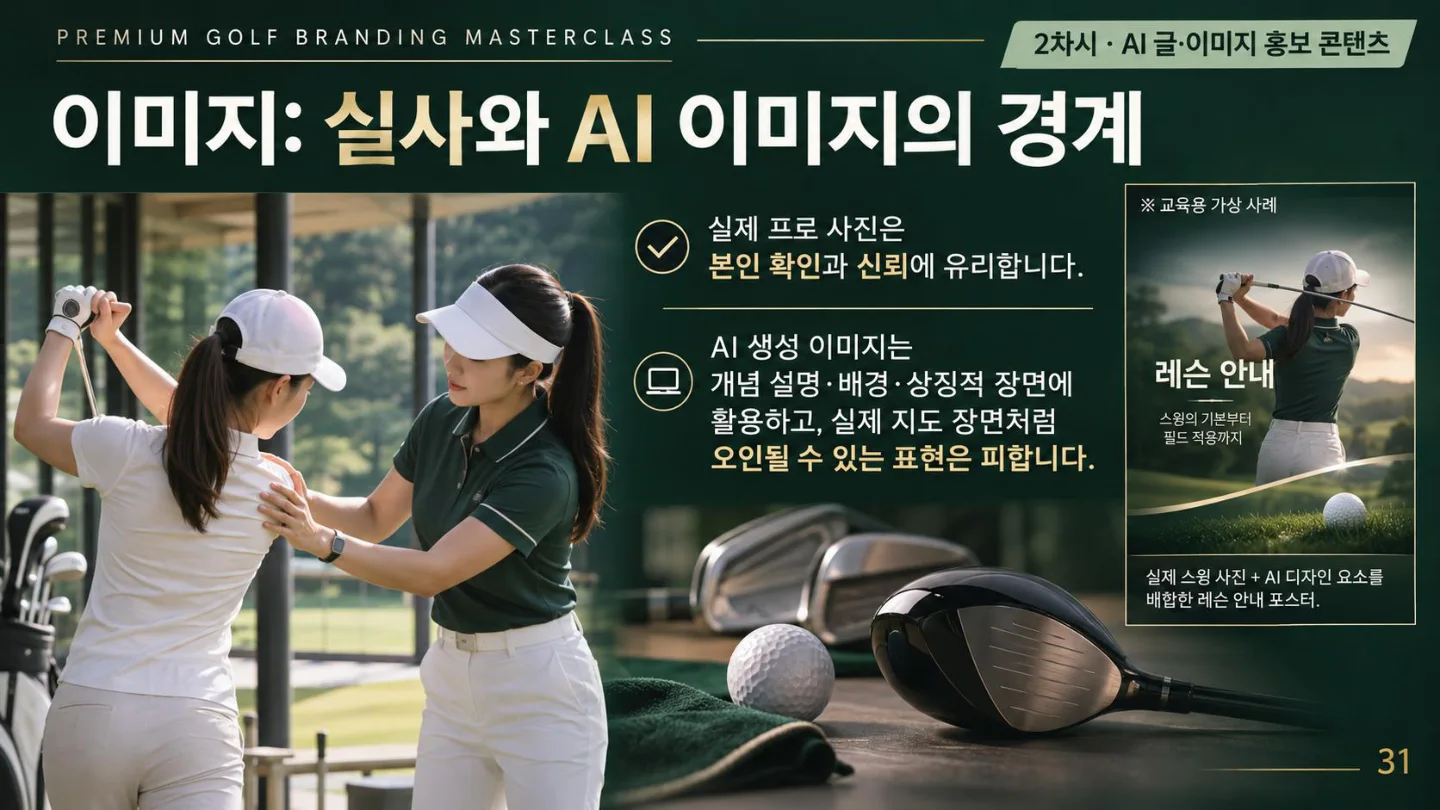 PREMIUM GOLF BRANDING MASTERCLASS
2차시 · AI 글·이미지 홍보 콘텐츠
이미지: 실사와 AI 이미지의 경계
실제 프로 사진은
본인 확인과 신뢰에 유리합니다.
AI 생성 이미지는
개념 설명·배경·상징적 장면에
활용하고, 실제 지도 장면처럼
오인될 수 있는 표현은 피합니다.
※ 교육용 가상 사례
레슨 안내
스윙의 기본부터
필드 적용까지
실제 스윙 사진 + AI 디자인 요소를
배합한 레슨 안내 포스터.
31